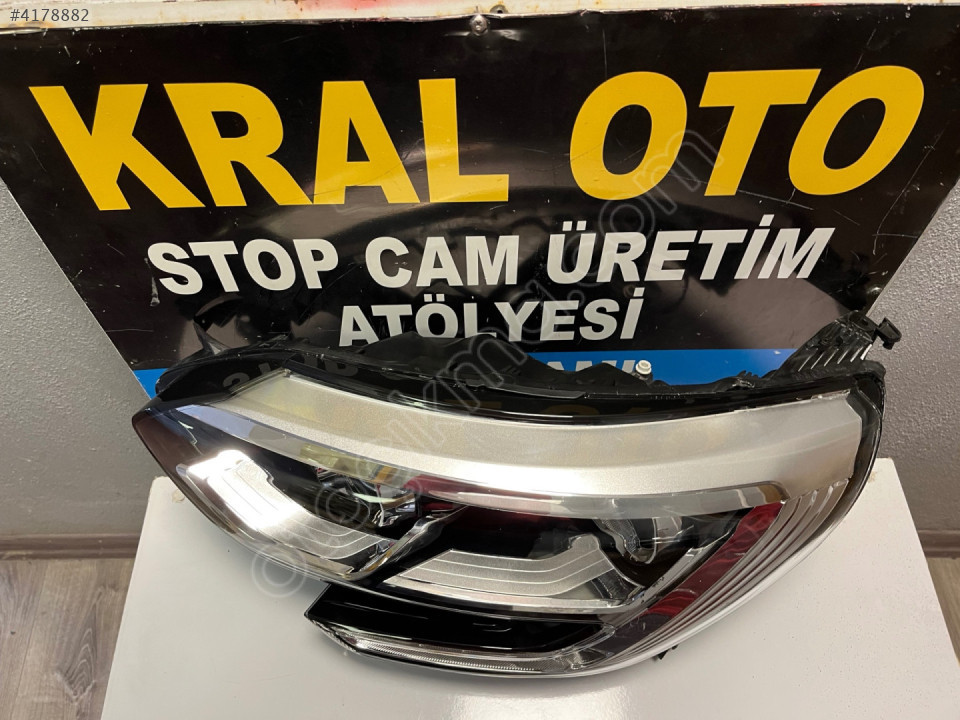 #4178882
KRAL OTO
STOP CAM ÜRETİM
ATÖLYESİ